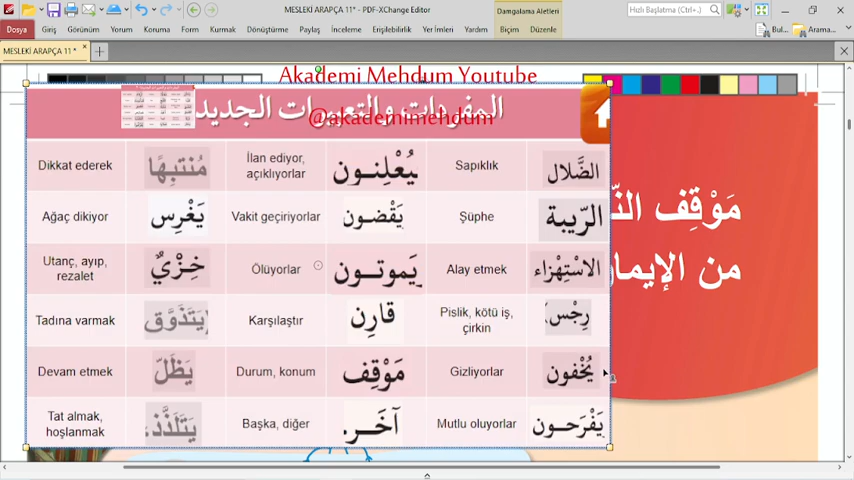 MESLEKİ ARAPÇA 11* - PDF-XChange Editor
Damgalama Aletleri
Hızlı Başlatma (Ctrl+.)
Dosya Giriş Görünüm Yer İmi Yorum Koruma Form Kurmak Dönüştürme Paylaş İnceleme Erişilebilirlik Yer İmleri Yardım Biçim Düzenle
Bul... Arama...
MESLEKİ ARAPÇA 11 *
Akademi Mehdum Youtube
المفردات والتعبيرات الجديد
@akademimehdum
Dikkat ederek مُنتَبِهًا İlan ediyor, açıklıyorlar يُعْلِنـون Sapıklık الضَّلال
Ağaç dikiyor يَغْرِس Vakit geçiriyorlar يَقْضون Şüphe الرّيبة
Utanç, ayıp, rezalet خِزْيٌ Ölüyorlar يَموتـون Alay etmek الاسْتِهْزاء
Tadına varmak يَتَذَوَّق Karşılaştır قارِن Pislik, kötü iş, çirkin رِجْس
Devam etmek يَظَلّ Durum, konum مَوْقِف Gizliyorlar يُخْفون
Tat almak, hoşlanmak يَتَلَذَّذ Başka, diğer آخَـر Mutlu oluyorlar يَفْرَحـون
مَوْقِف
من